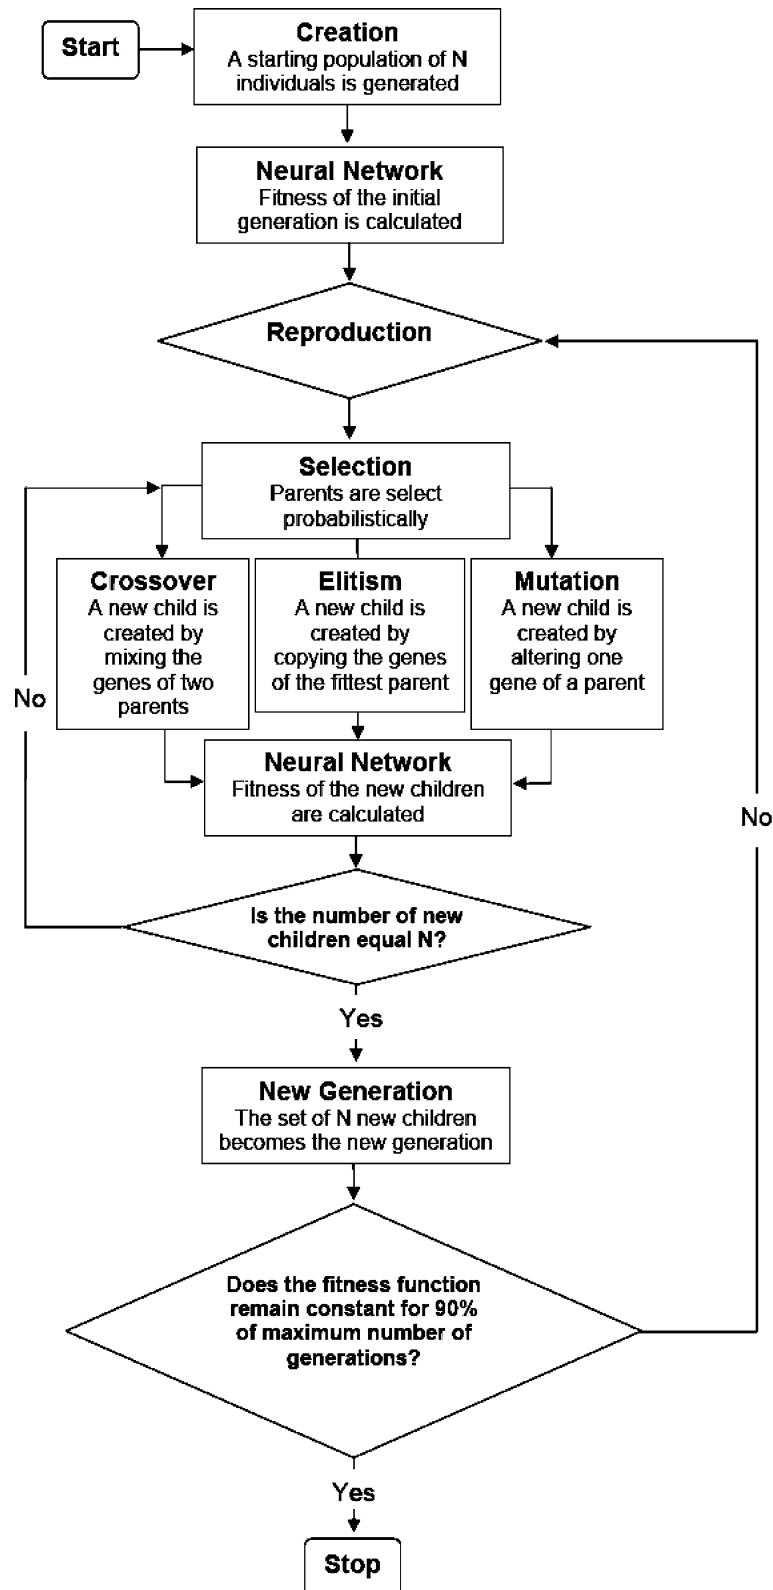 Start
Creation
A starting population of N
individuals is generated
Neural Network
Fitness of the initial
generation is calculated
Reproduction
Selection
Parents are select
probabilistically
Crossover
A new child is
created by
mixing the
genes of two
parents
Elitism
A new child is
created by
copying the genes
of the fittest parent
Mutation
A new child is
created by
altering one
gene of a parent
No
Neural Network
Fitness of the new children
are calculated
No
Is the number of new
children equal N?
Yes
New Generation
The set of N new children
becomes the new generation
Does the fitness function
remain constant for 90%
of maximum number of
generations?
Yes
Stop